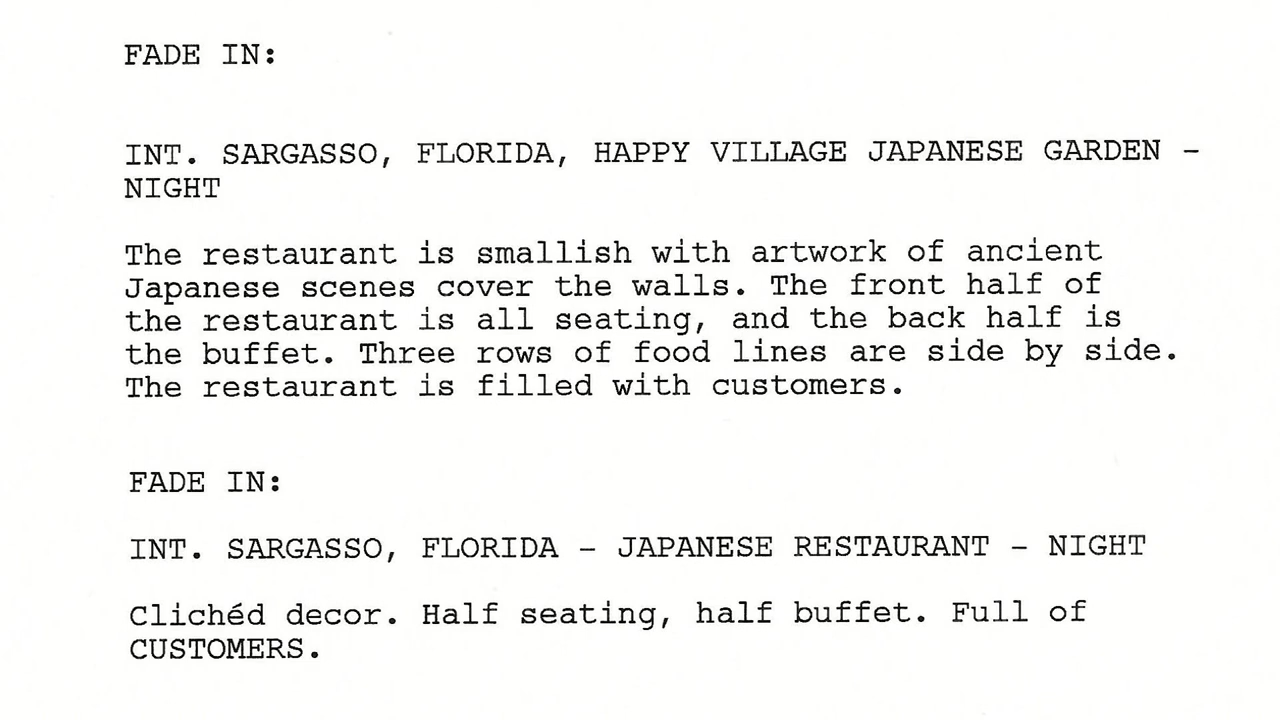 FADE IN:
INT. SARGASSO, FLORIDA, HAPPY VILLAGE JAPANESE GARDEN –
NIGHT
The restaurant is smallish with artwork of ancient
Japanese scenes cover the walls. The front half of
the restaurant is all seating, and the back half is
the buffet. Three rows of food lines are side by side.
The restaurant is filled with customers.
FADE IN:
INT. SARGASSO, FLORIDA – JAPANESE RESTAURANT – NIGHT
Clichéd decor. Half seating, half buffet. Full of
CUSTOMERS.